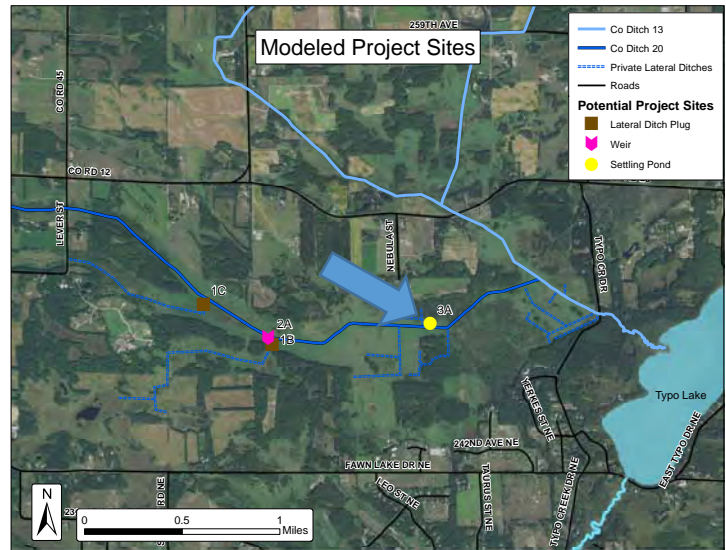 259TH AVE
Modeled Project Sites
Co Ditch 13
Co Ditch 20
Private Lateral Ditches
Roads
Potential Project Sites
Lateral Ditch Plug
Weir
Settling Pond
CO RD 45
CO RD 12
LEVER ST
NEBULA ST
TYPO CR DR
1C
2A
1B
3A
Typo Lake
YERKES ST NE
242ND AVE NE
FAWN LAKE DR NE
LEO ST NE
TAURUS ST NE
TYPO CREEK DR NE
EAST TYPO DR NE
RD NE
N
0 0.5 1
Miles